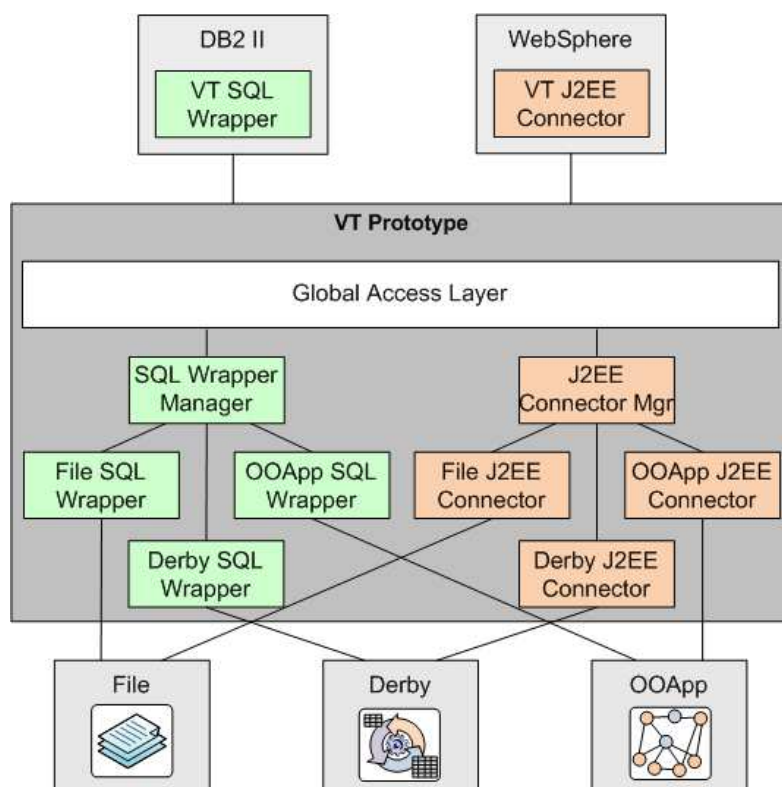 DB2 II
VT SQL
Wrapper
WebSphere
VT J2EE
Connector
VT Prototype
Global Access Layer
SQL Wrapper
Manager
J2EE
Connector Mgr
File SQL
Wrapper
OOApp SQL
Wrapper
File J2EE
Connector
OOApp J2EE
Connector
Derby SQL
Wrapper
Derby J2EE
Connector
File
Derby
OOApp